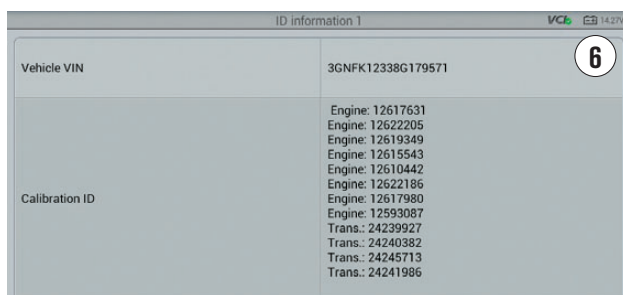 ID information 1
VCI
14.27V
6
Vehicle VIN
3GNFK12338G179571
Calibration ID
Engine: 12617631
Engine: 12622205
Engine: 12619349
Engine: 12615543
Engine: 12610442
Engine: 12622186
Engine: 12617980
Engine: 12593087
Trans.: 24239927
Trans.: 24240382
Trans.: 24245713
Trans.: 24241986